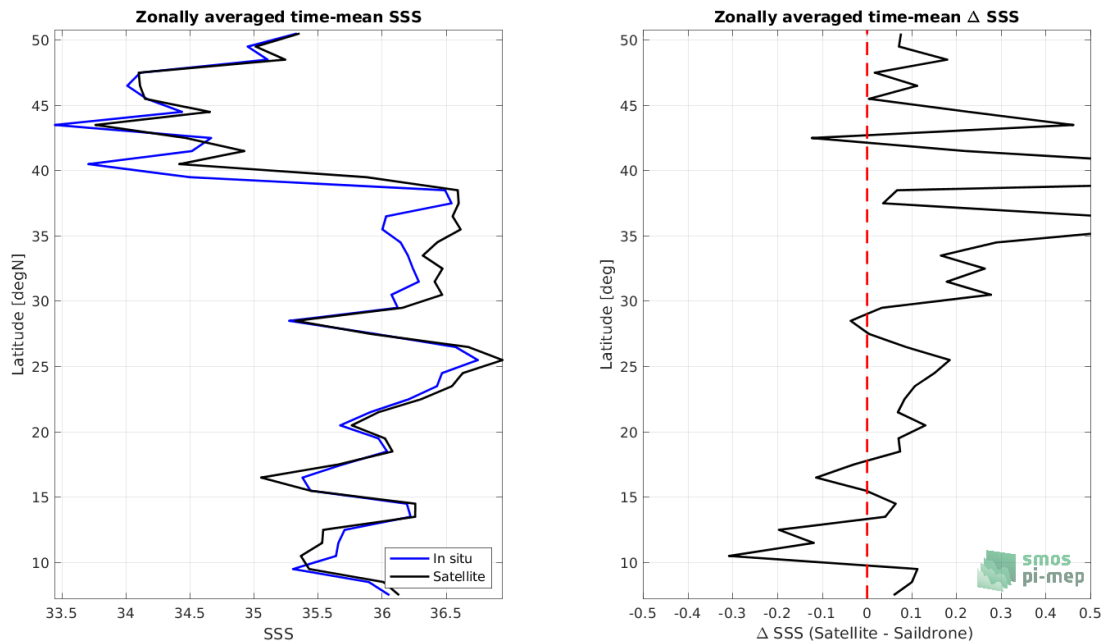 Zonally averaged time-mean SSS
50
45
40
35
30
25
20
15
10
Latitude [degN]
33.5 34 34.5 35 35.5 36 36.5
SSS
In situ
Satellite
Zonally averaged time-mean Δ SSS
50
45
40
35
30
25
20
15
10
Latitude [deg]
-0.5 -0.4 -0.3 -0.2 -0.1 0 0.1 0.2 0.3 0.4 0.5
Δ SSS (Satellite - Saildrone)
smos
pi-mep